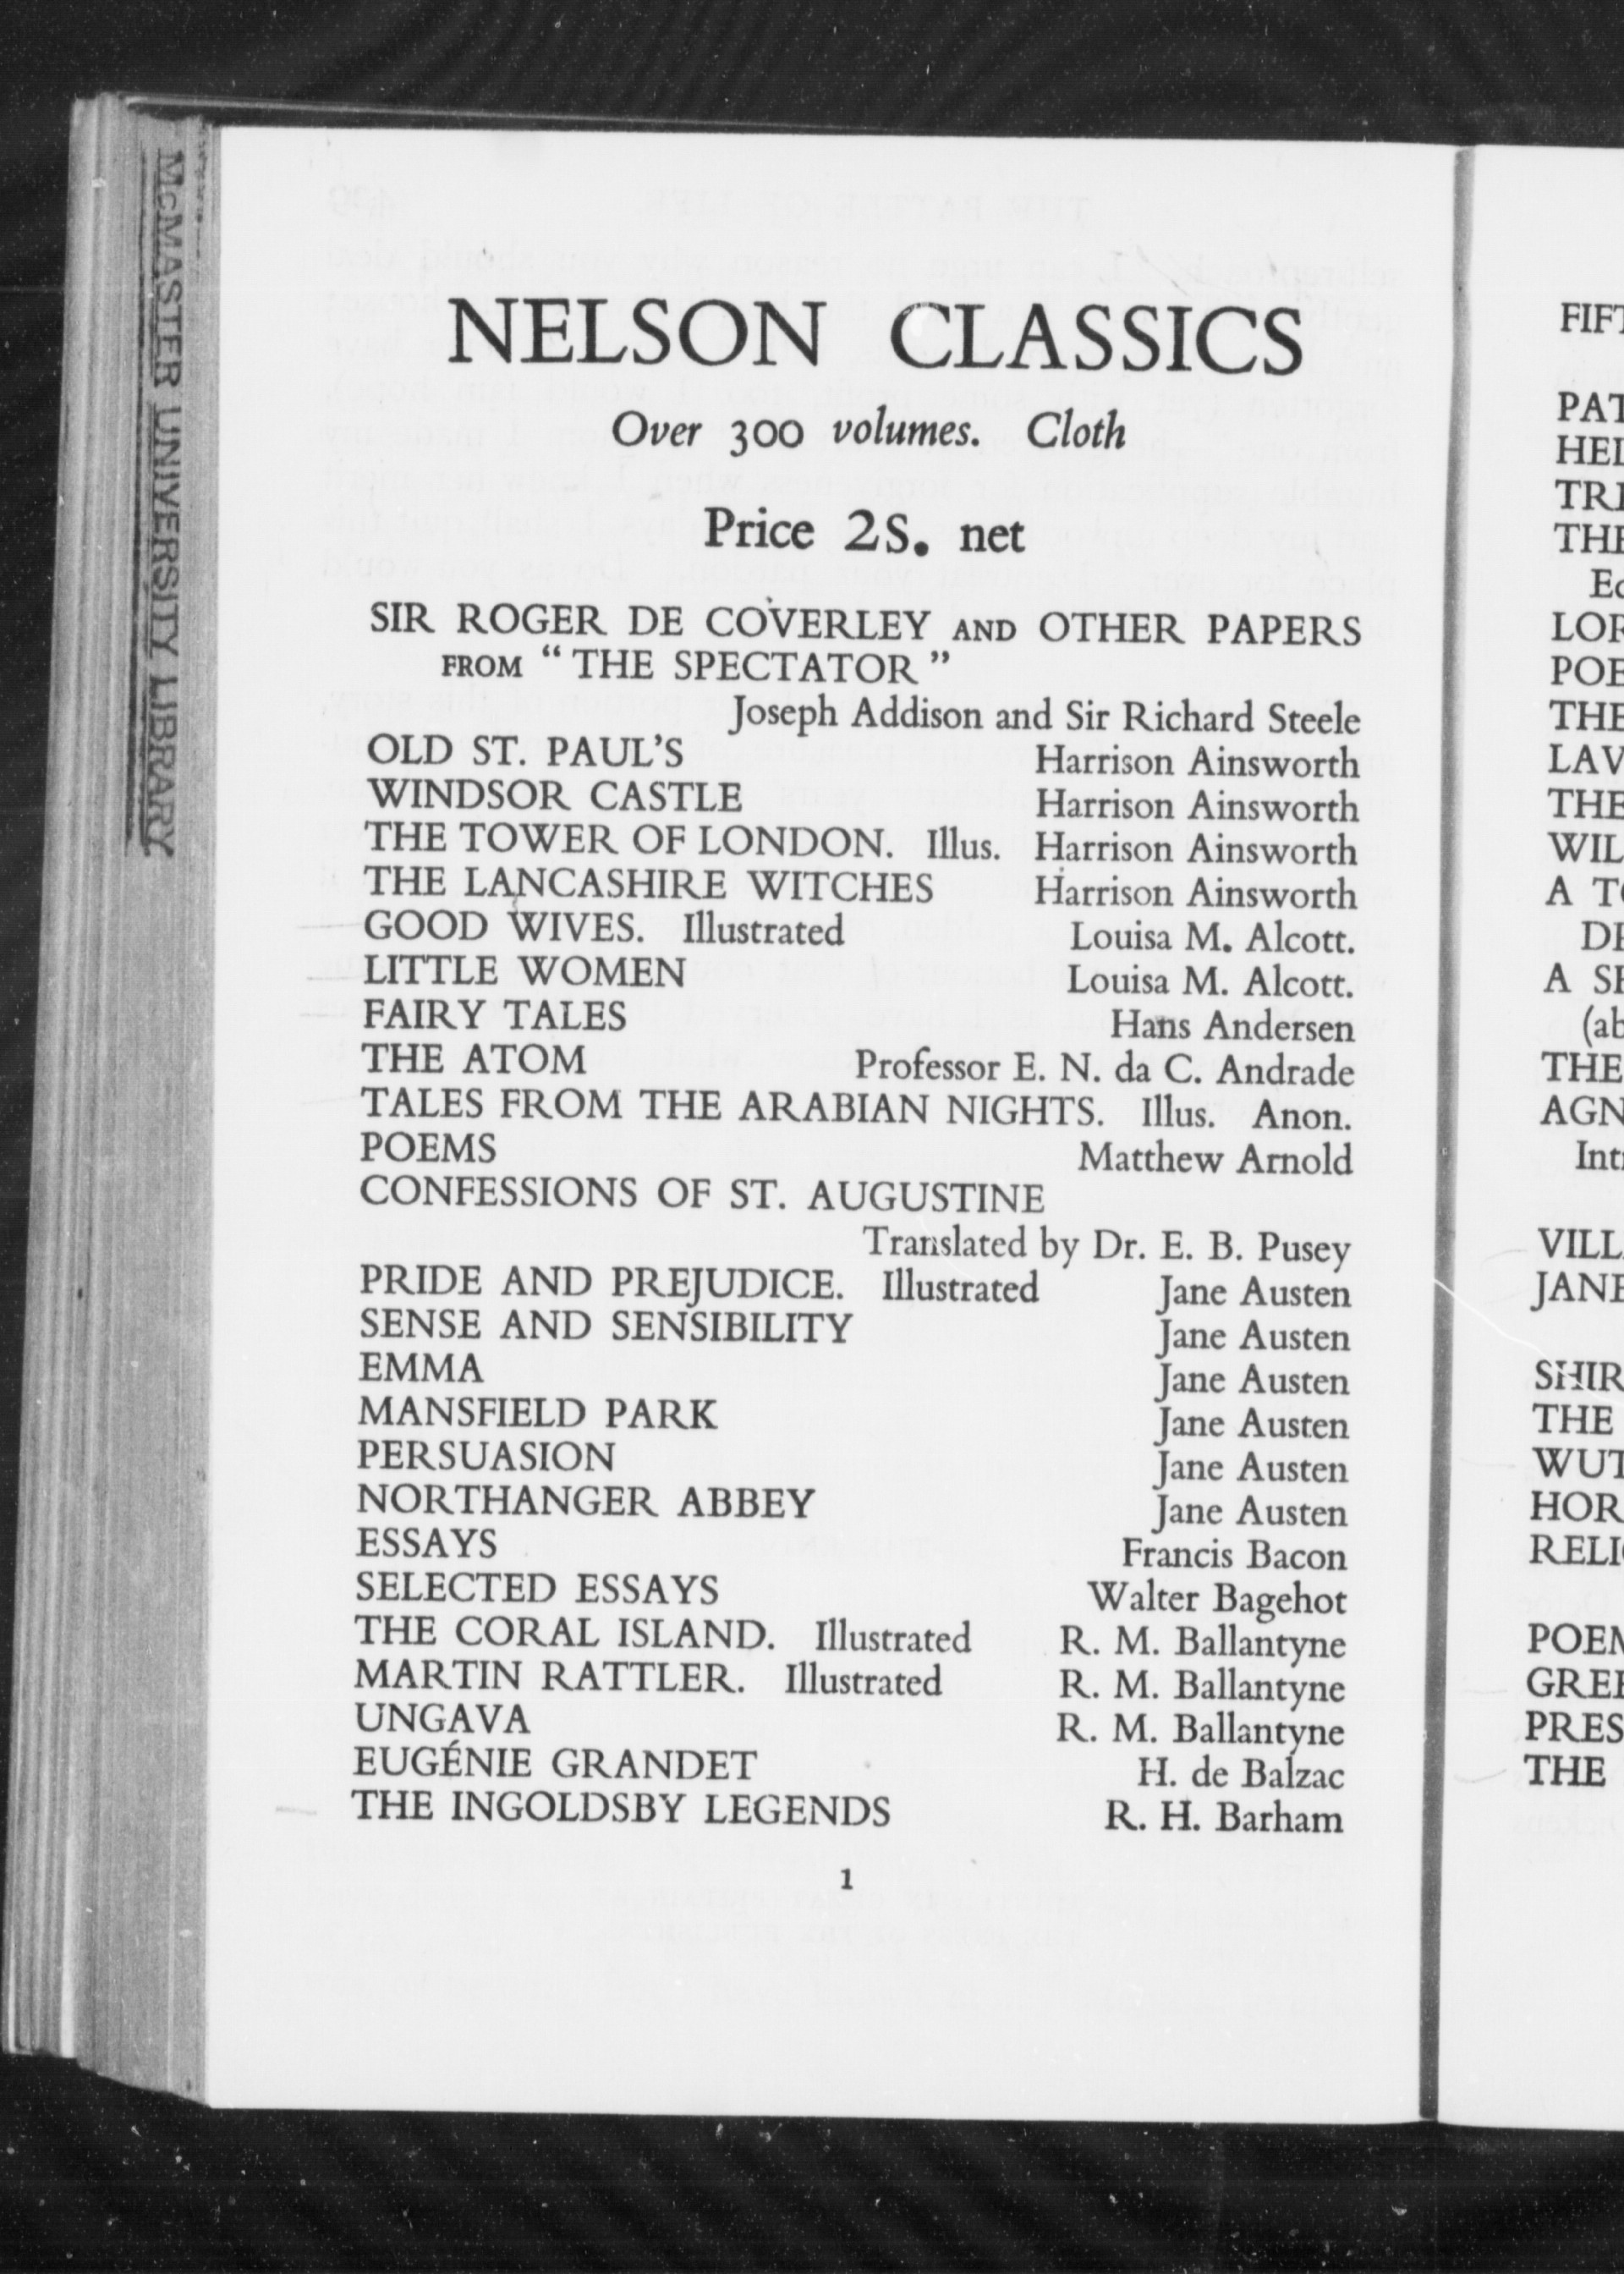 McMASTER UNIVERSITY LIBRARY
NELSON CLASSICS
Over 300 volumes. Cloth
Price 2s. net
SIR ROGER DE COVERLEY AND OTHER PAPERS
FROM “THE SPECTATOR”
Joseph Addison and Sir Richard Steele
OLD ST. PAUL'S Harrison Ainsworth
WINDSOR CASTLE Harrison Ainsworth
THE TOWER OF LONDON. Illus. Harrison Ainsworth
THE LANCASHIRE WITCHES Harrison Ainsworth
GOOD WIVES. Illustrated Louisa M. Alcott.
LITTLE WOMEN Louisa M. Alcott.
FAIRY TALES Hans Andersen
THE ATOM Professor E. N. da C. Andrade
TALES FROM THE ARABIAN NIGHTS. Illus. Anon.
POEMS Matthew Arnold
CONFESSIONS OF ST. AUGUSTINE
Translated by Dr. E. B. Pusey
PRIDE AND PREJUDICE. Illustrated Jane Austen
SENSE AND SENSIBILITY Jane Austen
EMMA Jane Austen
MANSFIELD PARK Jane Austen
PERSUASION Jane Austen
NORTHANGER ABBEY Jane Austen
ESSAYS Francis Bacon
SELECTED ESSAYS Walter Bagehot
THE CORAL ISLAND. Illustrated R. M. Ballantyne
MARTIN RATTLER. Illustrated R. M. Ballantyne
UNGAVA R. M. Ballantyne
EUGÉNIE GRANDET H. de Balzac
THE INGOLDSBY LEGENDS R. H. Barham
1
THE
A
THE
THE
A
THE
THE
THE